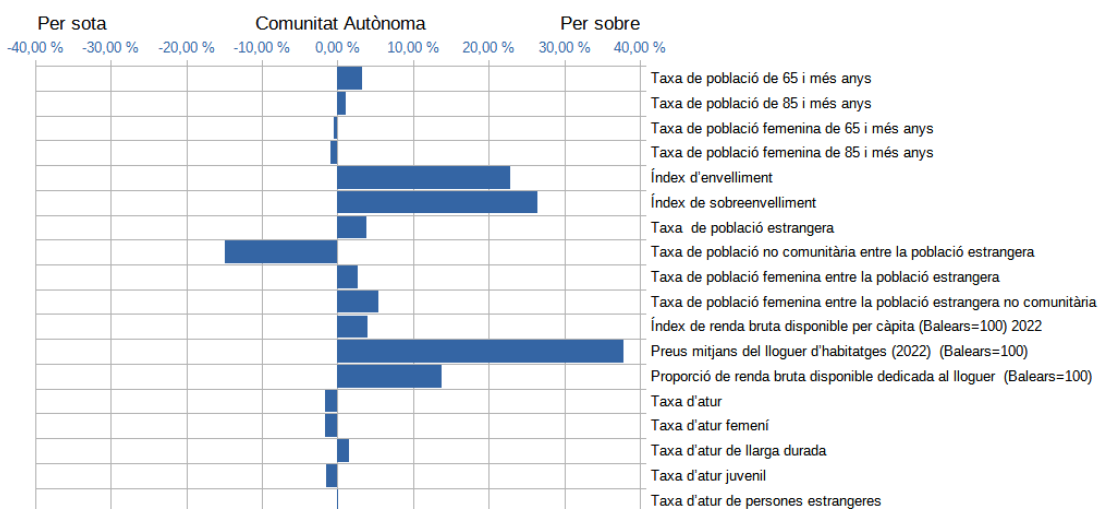 Per sota Comunitat Autònoma Per sobre
-40,00 % -30,00 % -20,00 % -10,00 % 0,00 % 10,00 % 20,00 % 30,00 % 40,00 %
Taxa de població de 65 i més anys
Taxa de població de 85 i més anys
Taxa de població femenina de 65 i més anys
Taxa de població femenina de 85 i més anys
Índex d’envelliment
Índex de sobreenvelliment
Taxa  de població estrangera
Taxa de població no comunitària entre la població estrangera
Taxa de població femenina entre la població estrangera
Taxa de població femenina entre la població estrangera no comunitària
Índex de renda bruta disponible per càpita (Balears=100) 2022
Preus mitjans del lloguer d’habitatges (2022)  (Balears=100)
Proporció de renda bruta disponible dedicada al lloguer  (Balears=100)
Taxa d’atur
Taxa d’atur femení
Taxa d’atur de llarga durada
Taxa d’atur juvenil
Taxa d’atur de persones estrangeres